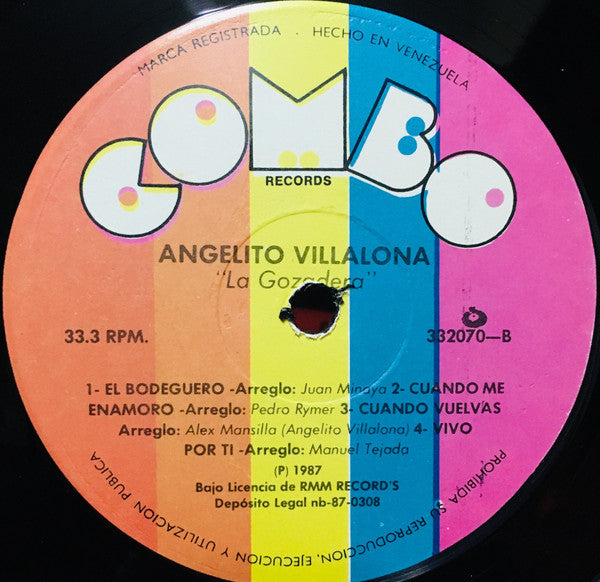 MARCA REGISTRADA . HECHO EN VENEZUELA
COMBO
RECORDS
ANGELITO VILLALONA
"La Gozadera"
33.3 RPM.
332070—B
1- EL BODEGUERO -Arreglo: Juan Minaya 2- CUANDO ME
ENAMORO -Arreglo: Pedro Rymer 3- CUANDO VUELVAS
Arreglo: Alex Mansilla (Angelito Villalona) 4- VIVO
POR TI -Arreglo: Manuel Tejada
(P) 1987
Bajo Licencia de RMM RECORD'S
Depósito Legal nb-87-0308
PROHIBIDA SU REPRODUCCION, EJECUCION Y UTILIZACION PUBLICA